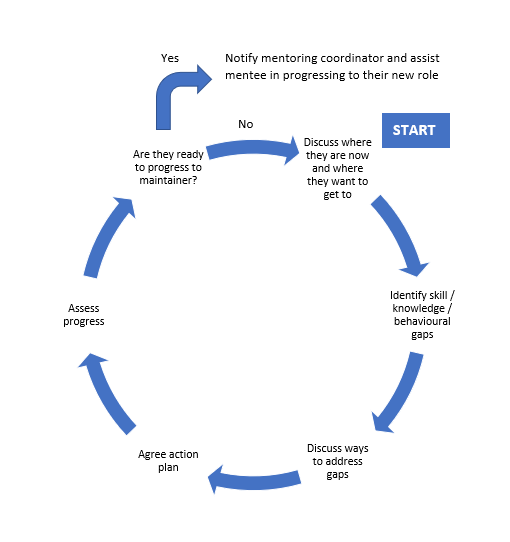 Yes
Notify mentoring coordinator and assist
mentee in progressing to their new role
No
START
Discuss where
they are now
and where
they want to
get to
Are they ready
to progress to
maintainer?
Identify skill /
knowledge /
behavioural
gaps
Assess
progress
Discuss ways
to address
gaps
Agree action
plan